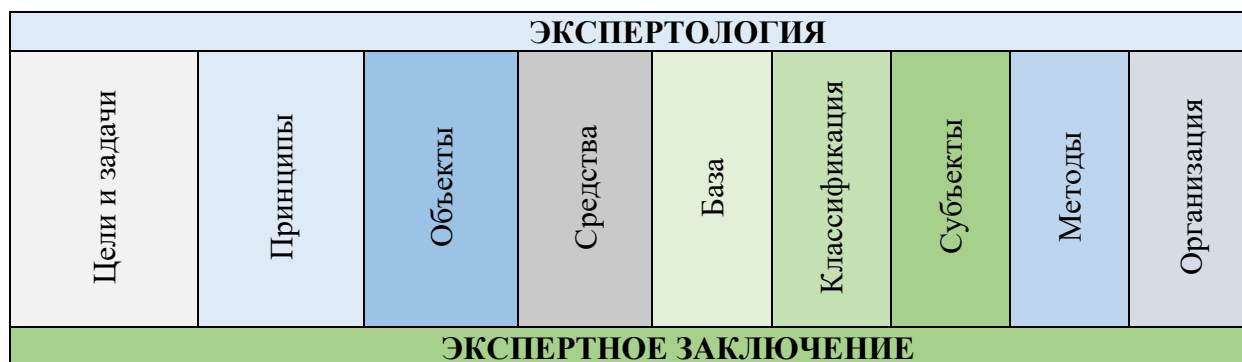 ЭКСПЕРТОЛОГИЯ
Цели и задачи
Принципы
Объекты
Средства
База
Классификация
Субъекты
Методы
Организация
ЭКСПЕРТНОЕ ЗАКЛЮЧЕНИЕ